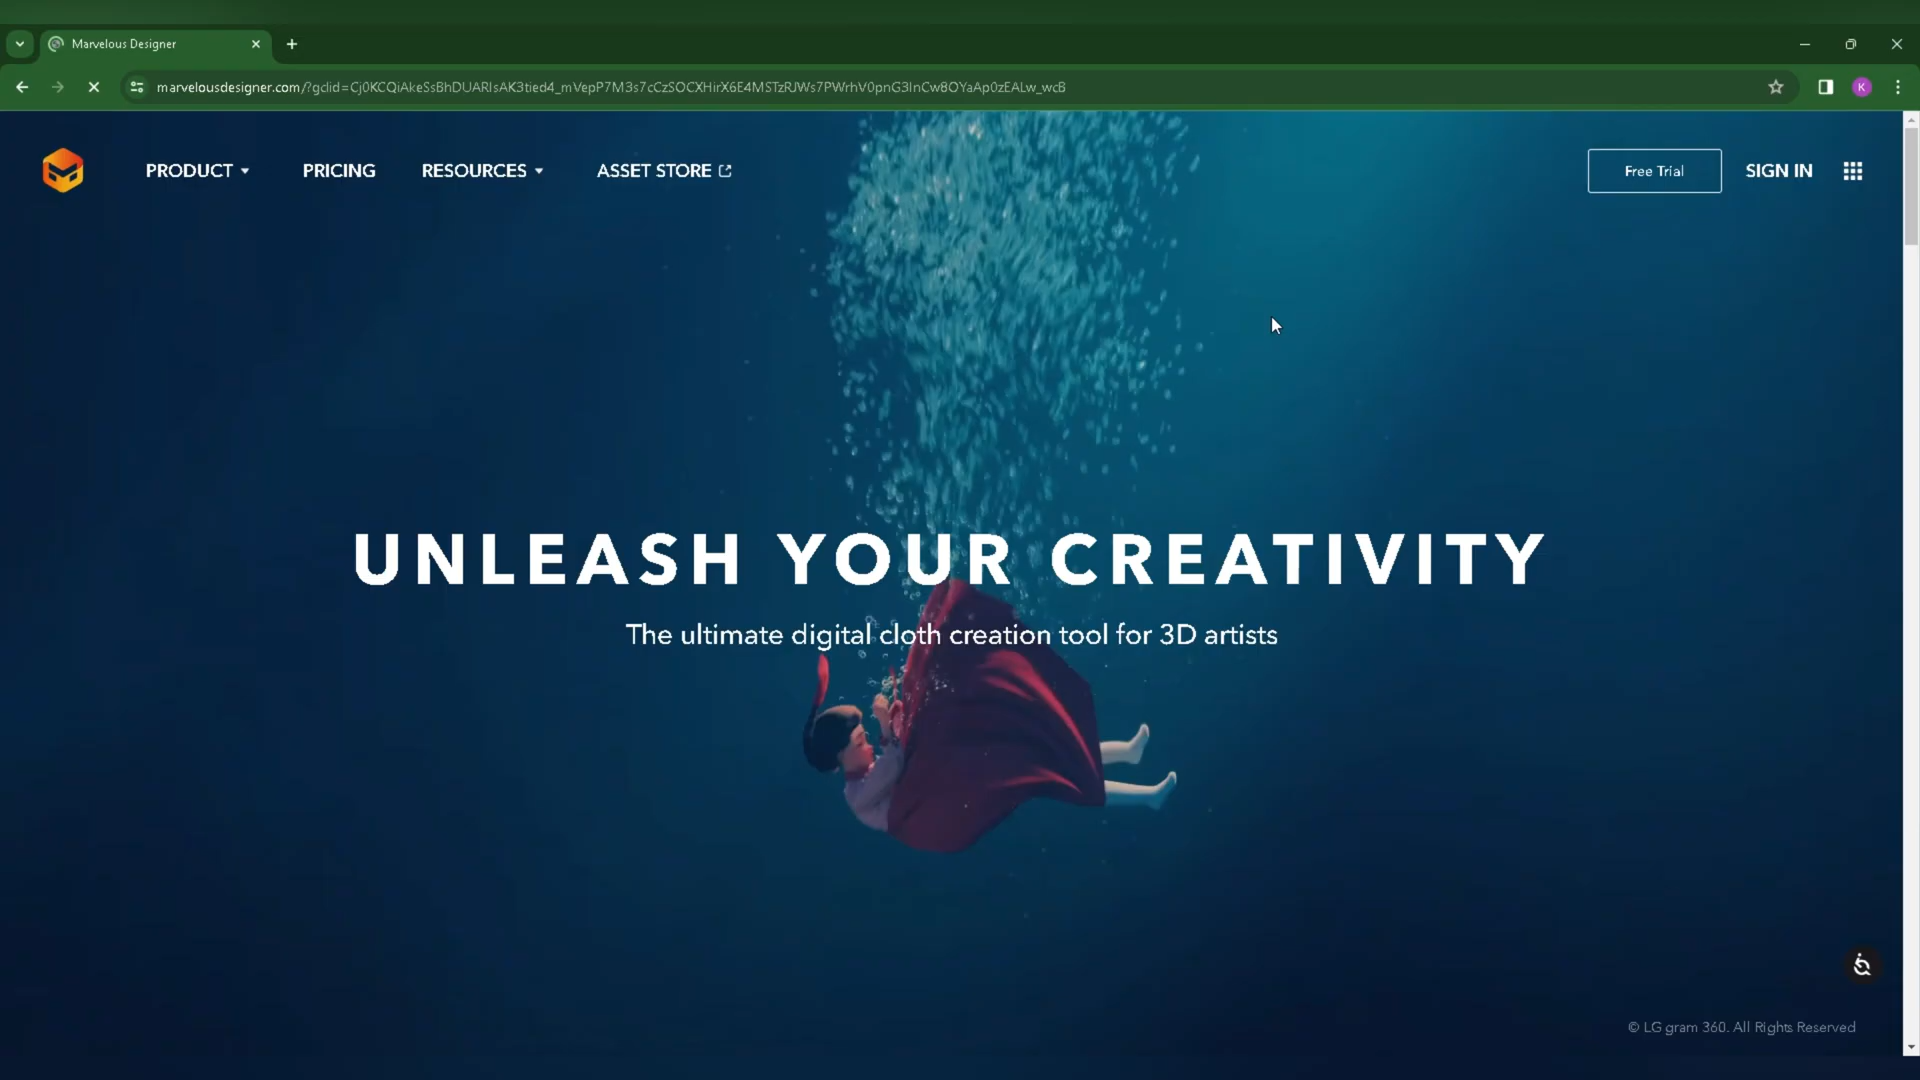 Marvelous Designer
marvelousdesigner.com/?gclid=Cj0KCQiAkeSsBhDUARIsAK3tied4_mVepP7M3s7cCzSOCXHirX6E4MSTzRJWs7PWrhV0pnG3InCw8OYaAp0zEALw_wcB
K
PRODUCT
PRICING
RESOURCES
ASSET STORE
Free Trial
SIGN IN
UNLEASH YOUR CREATIVITY
The ultimate digital cloth creation tool for 3D artists
© LG gram 360. All Rights Reserved